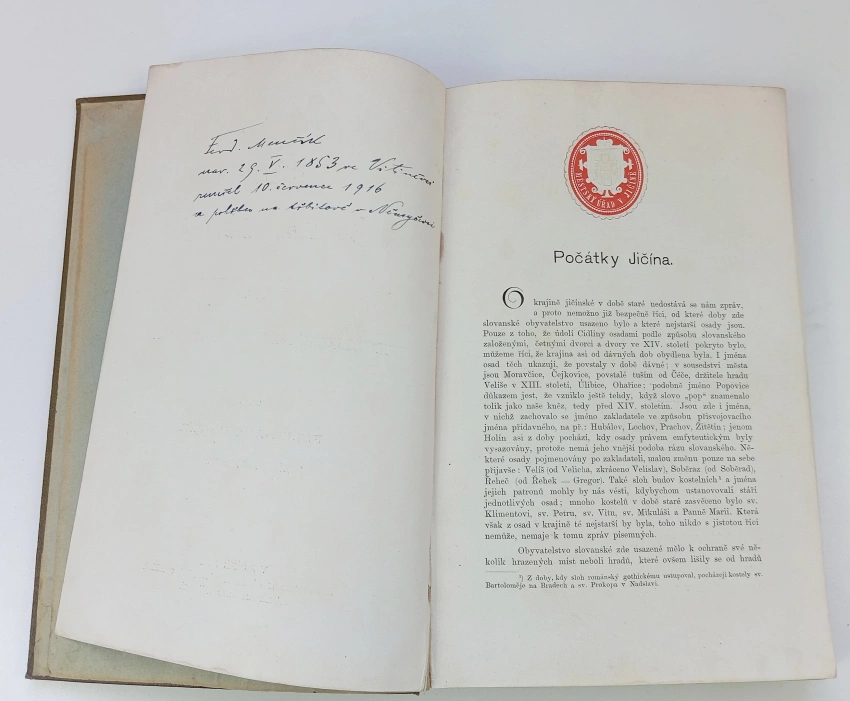 Ferd. Menčík
nar. 29. V. 1853 ve
zemřel 10. července 1916
a na hřbitově v
MĚSTSKÝ ÚŘAD V JIČÍNĚ
Počátky Jičína.
O krajině jičínské v době staré nedostává se nám zpráv,
a proto nemožno již bezpečně říci, od které doby zde
slovanské obyvatelstvo usazeno bylo a které nejstarší osady jsou.
Pouze z toho, že údolí Cidliny osadami podle způsobu slovanského
založenými, četnými dvorci a dvory ve XIV. století pokryto bylo,
můžeme říci, že krajina asi od dávných dob obydlena byla. I jména
osad těch ukazují, že povstaly v době dávné; v sousedství města
jsou Moravčice, Čejkovice, povstalé tuším od Čéče, držitele hradu
Veliše v XIII. století, Úlibice, Ohařice; podobně jméno Popovice
důkazem jest, že vzniklo ještě tehdy, když slovo „pop“ znamenalo
tolik jako naše kněz, tedy před XIV. stoletím. Jsou zde i jména,
v nichž zachovalo se jméno zakladatele ve způsobu přisvojovacího
jména přídavného, na př.: Hubálov, Lochov, Prachov, Žitětín; jenom
Holín asi z doby pochází, kdy osady právem emfyteutickým byly
vysazovány, protože nemá jeho vnější podoba rázu slovanského. Ně-
které osady pojmenovány po zakladateli, malou změnu pouze na sebe
přijavše: Veliš (od Velicha, zkráceno Velislav), Soběraz (od Soběrad),
Řeheč (od Řehek — Gregor). Také sloh budov kostelních¹ a jména
jejich patronů mohly by nás vésti, kdybychom ustanovovali stáří
jednotlivých osad; mnoho kostelů v době staré zasvěceno bylo sv.
Klimentovi, sv. Petru, sv. Vítu, sv. Mikuláši a Panně Marii. Která
však z osad v krajině té nejstarší by byla, toho nikdo s jistotou říci
nemůže, nemaje k tomu zpráv písemných.
Obyvatelstvo slovanské zde usazené mělo k ochraně své ně-
kolik hrazených míst neboli hradů, které ovšem lišily se od hradů
¹) Z doby, kdy sloh románský gothickému ustupoval, pocházejí kostely sv.
Bartoloměje na Bradech a sv. Prokopa v Nadslaví.